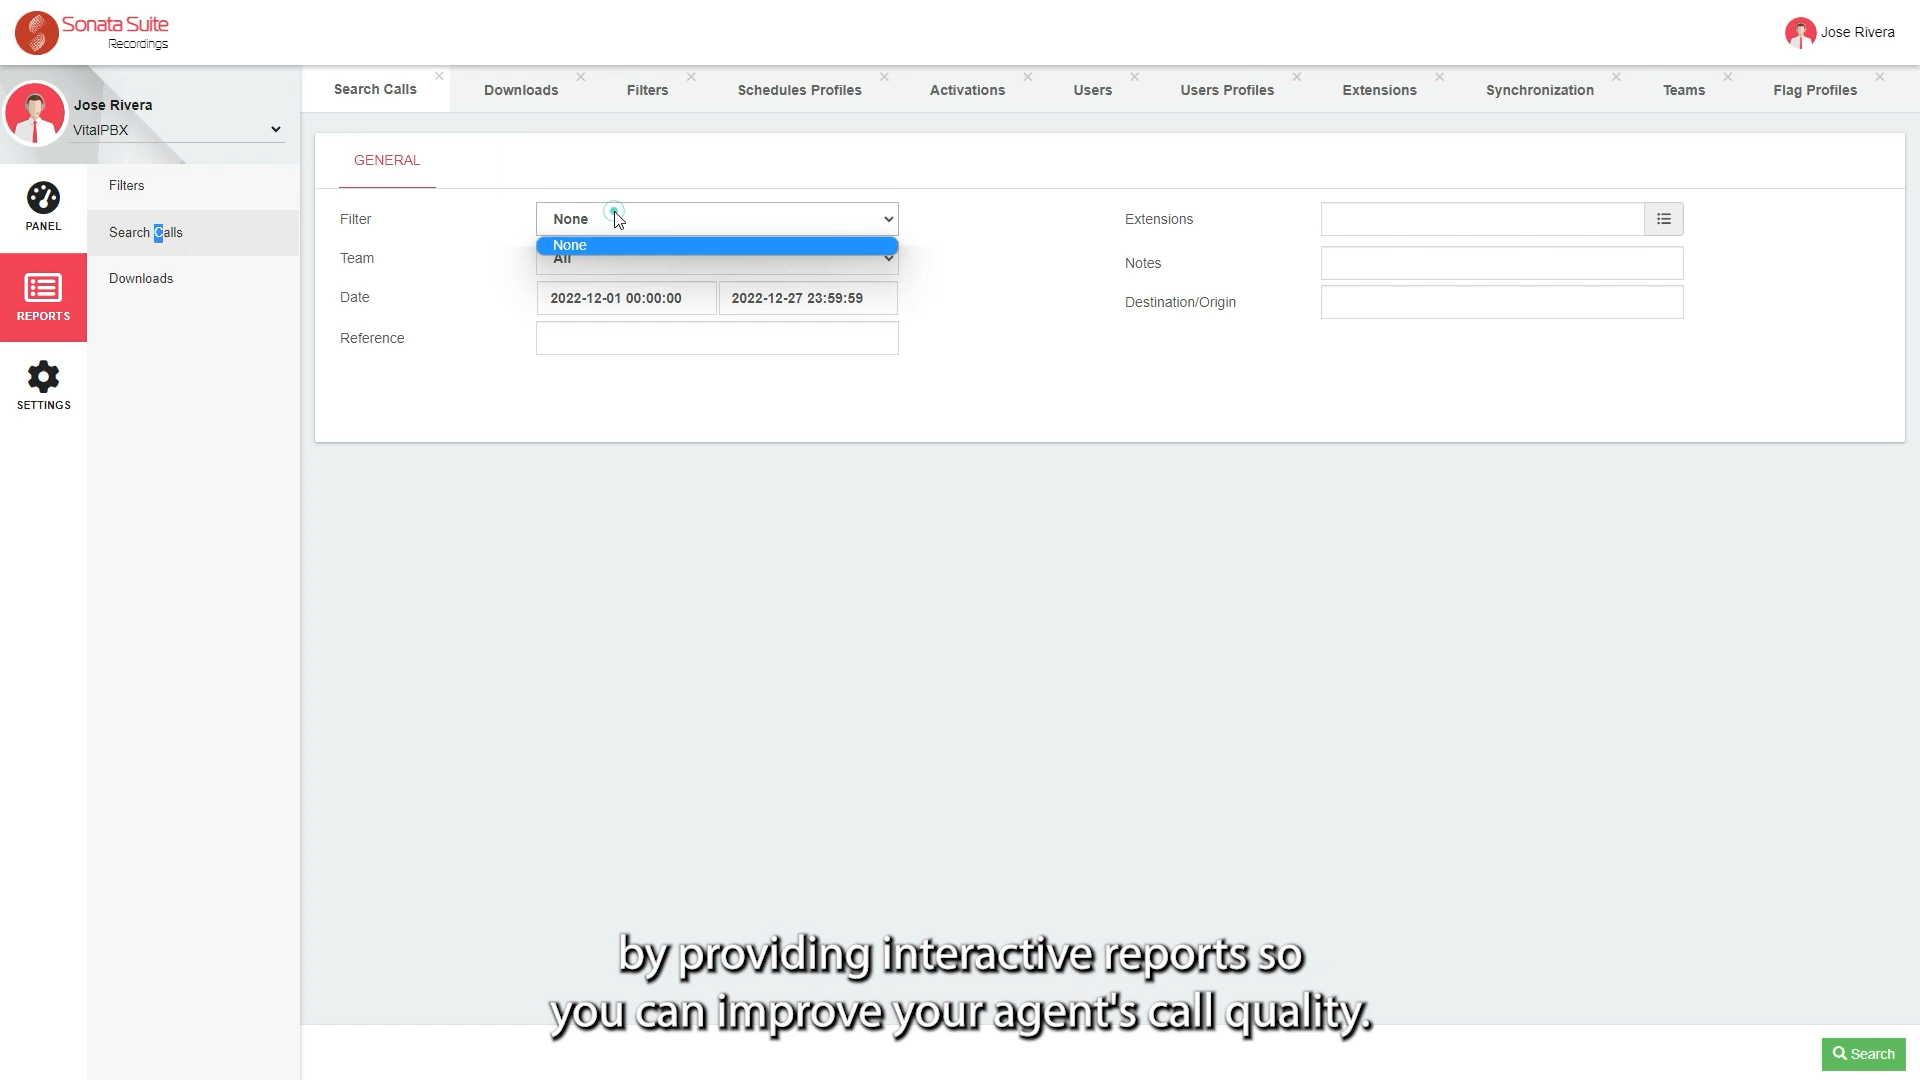 Sonata Suite
Recordings
Jose Rivera
Jose Rivera
VitalPBX
PANEL
REPORTS
SETTINGS
Filters
Search Calls
Downloads
Search Calls
Downloads
Filters
Schedules Profiles
Activations
Users
Users Profiles
Extensions
Synchronization
Teams
Flag Profiles
GENERAL
Filter
None
None
Team
All
Date
2022-12-01 00:00:00
2022-12-27 23:59:59
Reference
Extensions
Notes
Destination/Origin
by providing interactive reports so
you can improve your agent's call quality.
Search